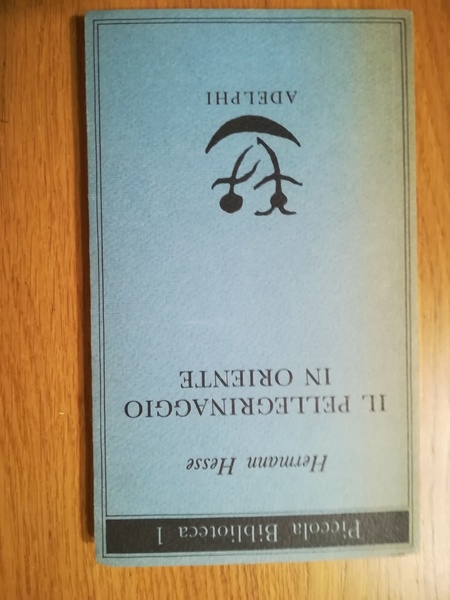 Piccola Biblioteca 1
Hermann Hesse
IL PELLEGRINAGGIO
IN ORIENTE
ADELPHI